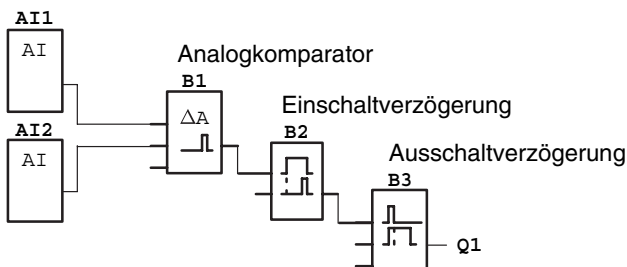 AI1
AI
Analogkomparator
B1
ΔA
Einschaltverzögerung
B2
AI2
AI
Ausschaltverzögerung
B3
Q1